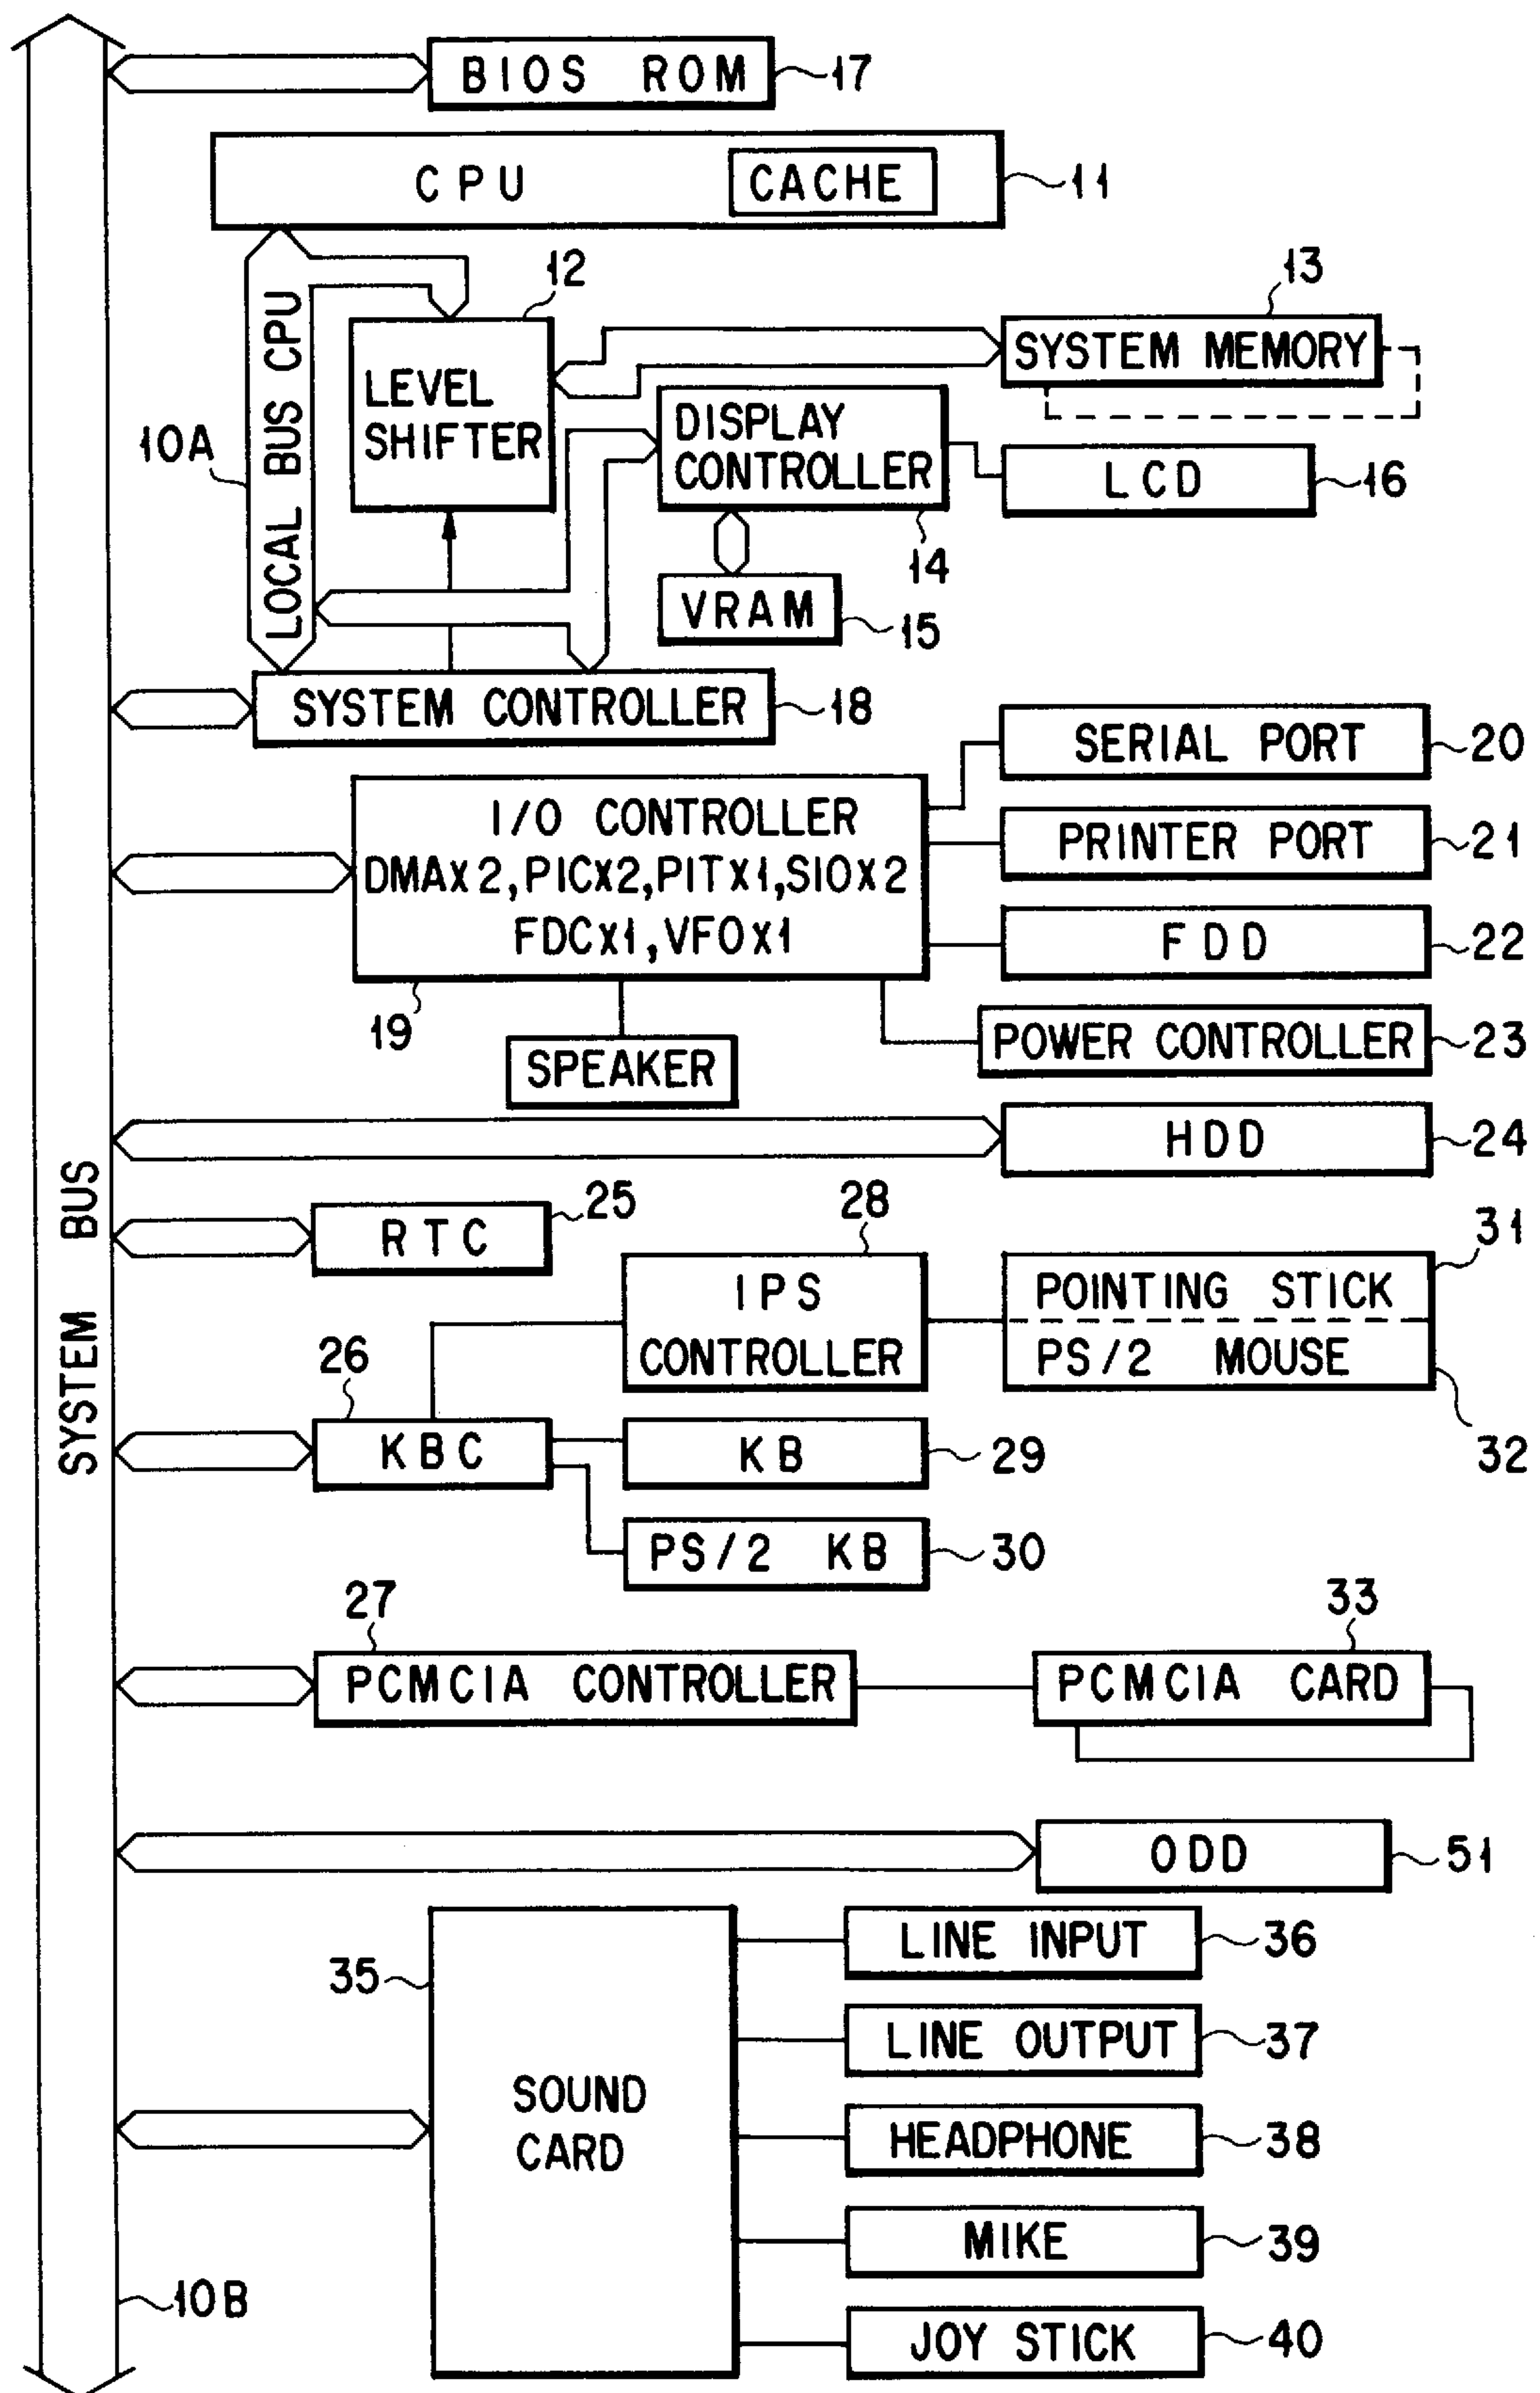 BIOS ROM
17
CPU
CACHE
11
12
13
LEVEL
SHIFTER
SYSTEM MEMORY
10A
LOCAL BUS CPU
DISPLAY
CONTROLLER
LCD
16
14
VRAM
15
SYSTEM CONTROLLER
18
SERIAL PORT
20
I/O CONTROLLER
DMAX2,PICX2,PITX1,SIOX2
FDCX1,VFOX1
PRINTER PORT
21
FDD
22
19
SPEAKER
POWER CONTROLLER
23
HDD
24
SYSTEM BUS
RTC
25
28
IPS
CONTROLLER
31
POINTING STICK
PS/2 MOUSE
32
26
KBC
KB
29
PS/2 KB
30
27
PCMCIA CONTROLLER
33
PCMCIA CARD
ODD
51
35
SOUND
CARD
LINE INPUT
36
LINE OUTPUT
37
HEADPHONE
38
MIKE
39
JOY STICK
40
10B